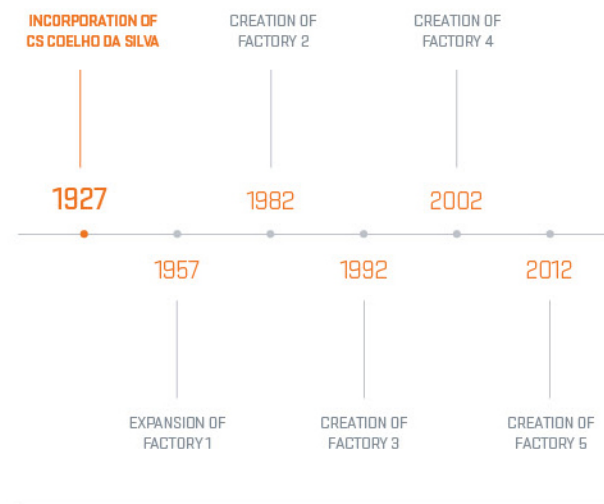 INCORPORATION OF
CS COELHO DA SILVA
CREATION OF
FACTORY 2
CREATION OF
FACTORY 4
1927
1982
2002
1957
1992
2012
EXPANSION OF
FACTORY 1
CREATION OF
FACTORY 3
CREATION OF
FACTORY 5